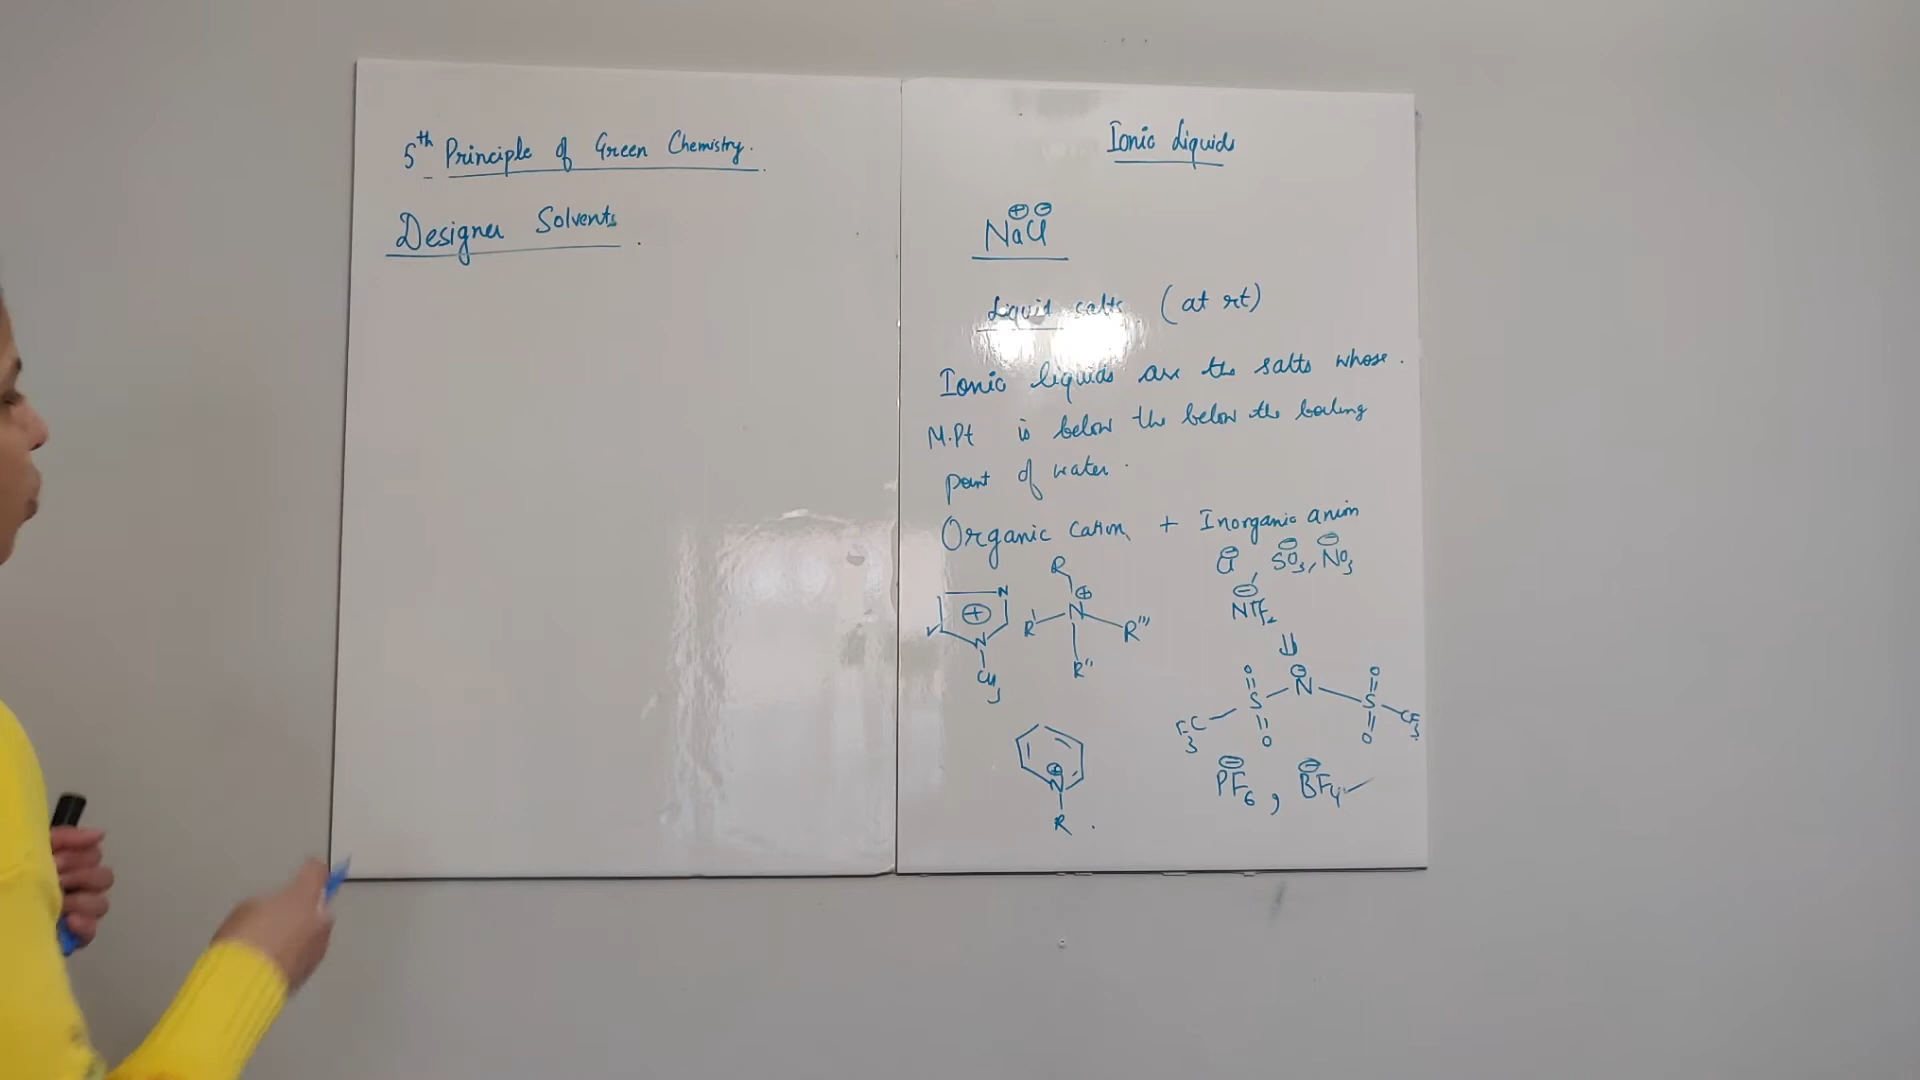 5th Principle of Green Chemistry.
Designer Solvents.
Ionic Liquids
Na⊕Cl⊖
Liquid salts (at rt)
Ionic liquids are the salts whose.
M.Pt is below the below the boiling
point of water.
Organic cation + Inorganic anion
Cl⊖, SO3⊖, NO3⊖
NTf2⊖
N
N
CH3
R
N⊕
R' R'''
R''
O ⊖ O
S N S
F3C CF3
O O
PF6⊖, BF4⊖
⊕
N
R.